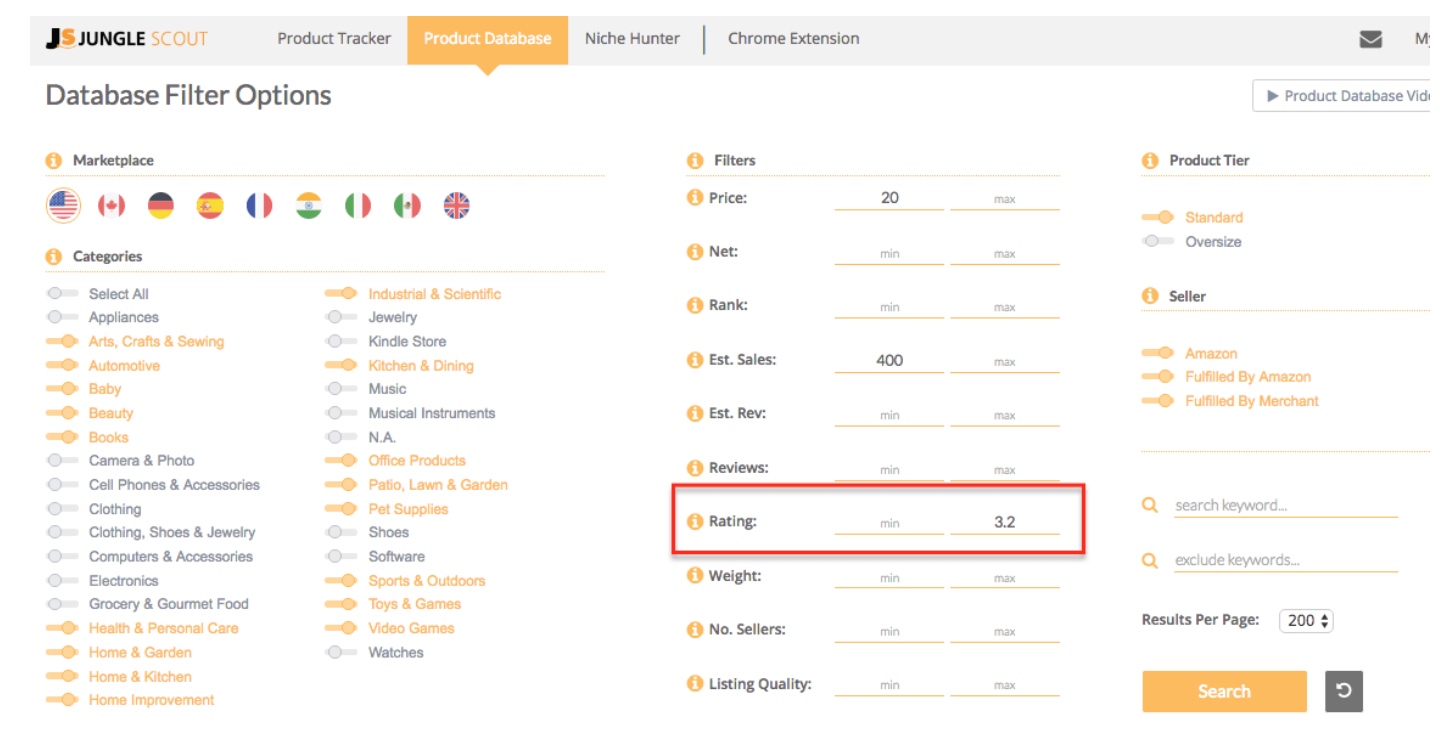 JS JUNGLE SCOUT
Product Tracker
Product Database
Niche Hunter
Chrome Extension
Database Filter Options
Product Database
Marketplace
Categories
Select All
Appliances
Arts, Crafts & Sewing
Automotive
Baby
Beauty
Books
Camera & Photo
Cell Phones & Accessories
Clothing
Clothing, Shoes & Jewelry
Computers & Accessories
Electronics
Grocery & Gourmet Food
Health & Personal Care
Home & Garden
Home & Kitchen
Home Improvement
Industrial & Scientific
Jewelry
Kindle Store
Kitchen & Dining
Music
Musical Instruments
N.A.
Office Products
Patio, Lawn & Garden
Pet Supplies
Shoes
Software
Sports & Outdoors
Toys & Games
Video Games
Watches
Filters
Price: 20 max
Net: min max
Rank: min max
Est. Sales: 400 max
Est. Rev: min max
Reviews: min max
Rating: min 3.2
Weight: min max
No. Sellers: min max
Listing Quality: min max
Product Tier
Standard
Oversize
Seller
Amazon
Fulfilled By Amazon
Fulfilled By Merchant
search keyword...
exclude keywords...
Results Per Page: 200
Search